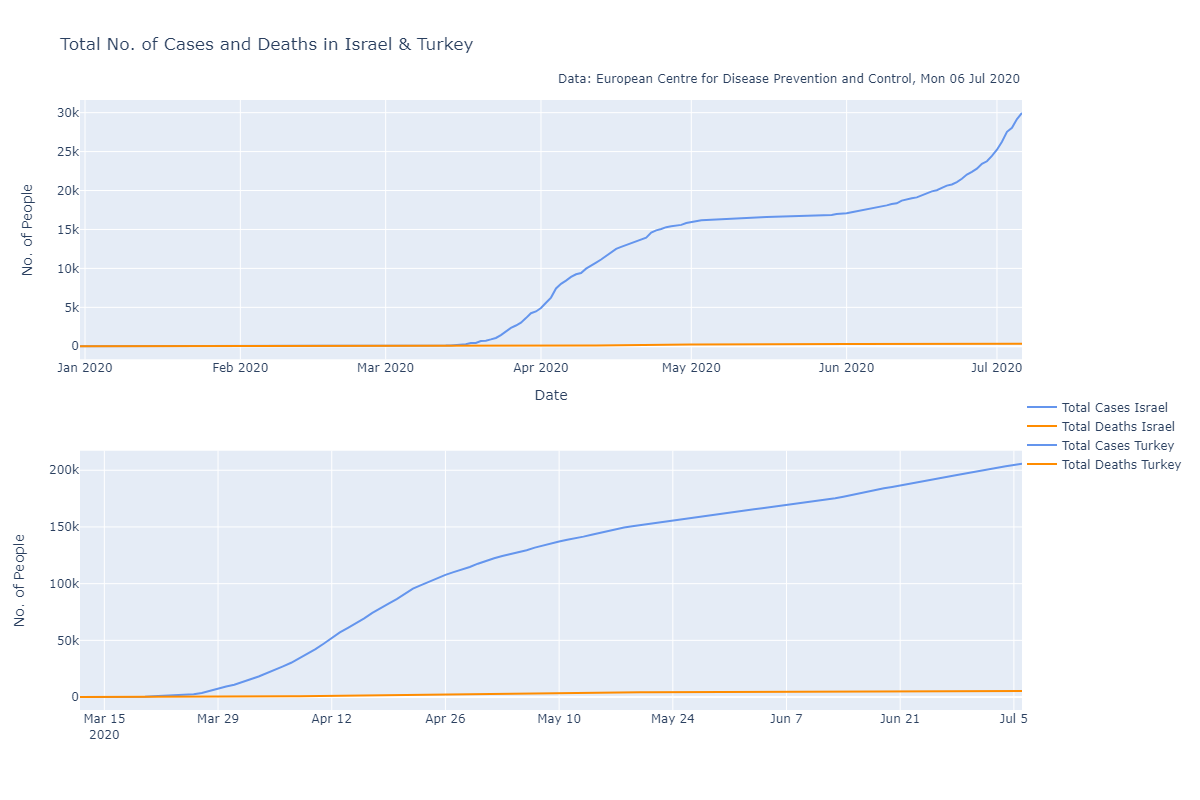 Total No. of Cases and Deaths in Israel & Turkey
Data: European Centre for Disease Prevention and Control, Mon 06 Jul 2020
No. of People
30k
25k
20k
15k
10k
5k
0
Jan 2020 Feb 2020 Mar 2020 Apr 2020 May 2020 Jun 2020 Jul 2020
Date
Total Cases Israel
Total Deaths Israel
Total Cases Turkey
Total Deaths Turkey
No. of People
200k
150k
100k
50k
0
Mar 15 Mar 29 Apr 12 Apr 26 May 10 May 24 Jun 7 Jun 21 Jul 5
2020